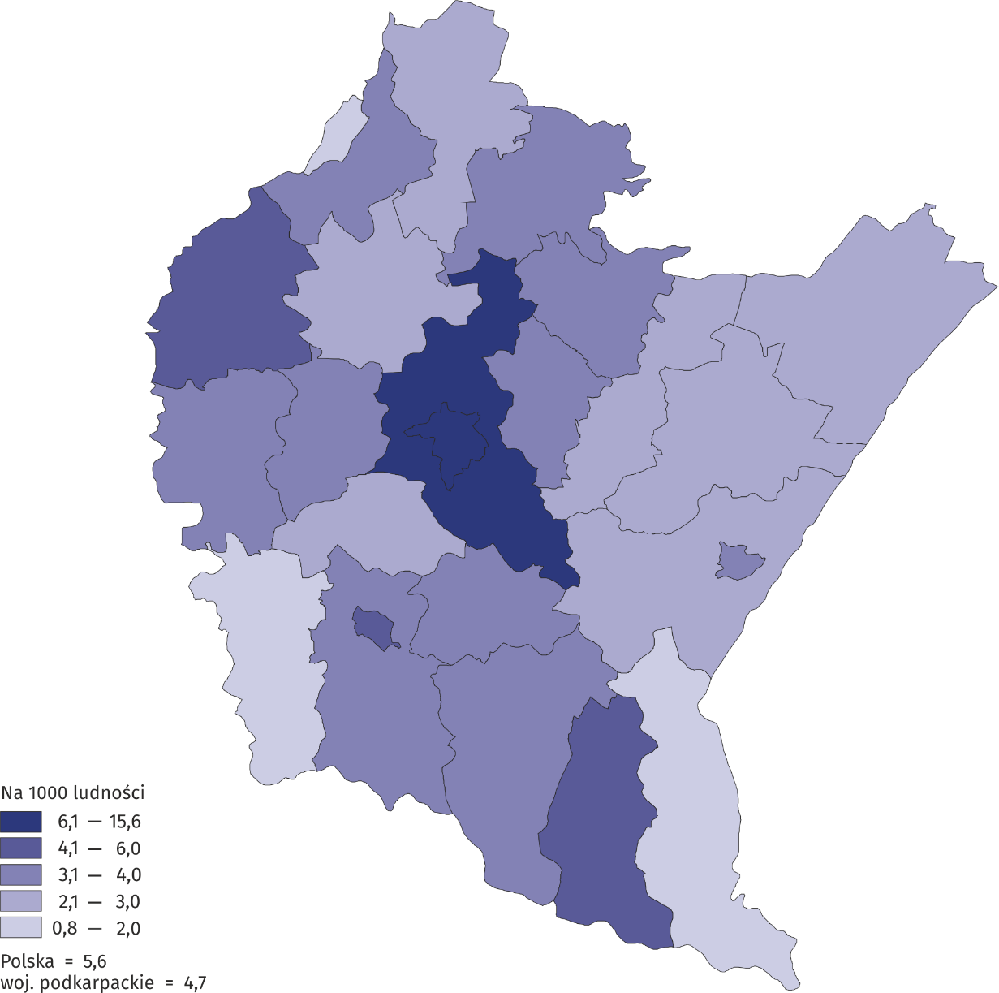 Na 1000 ludności
6,1 — 15,6
4,1 — 6,0
3,1 — 4,0
2,1 — 3,0
0,8 — 2,0
Polska = 5,6
woj. podkarpackie = 4,7